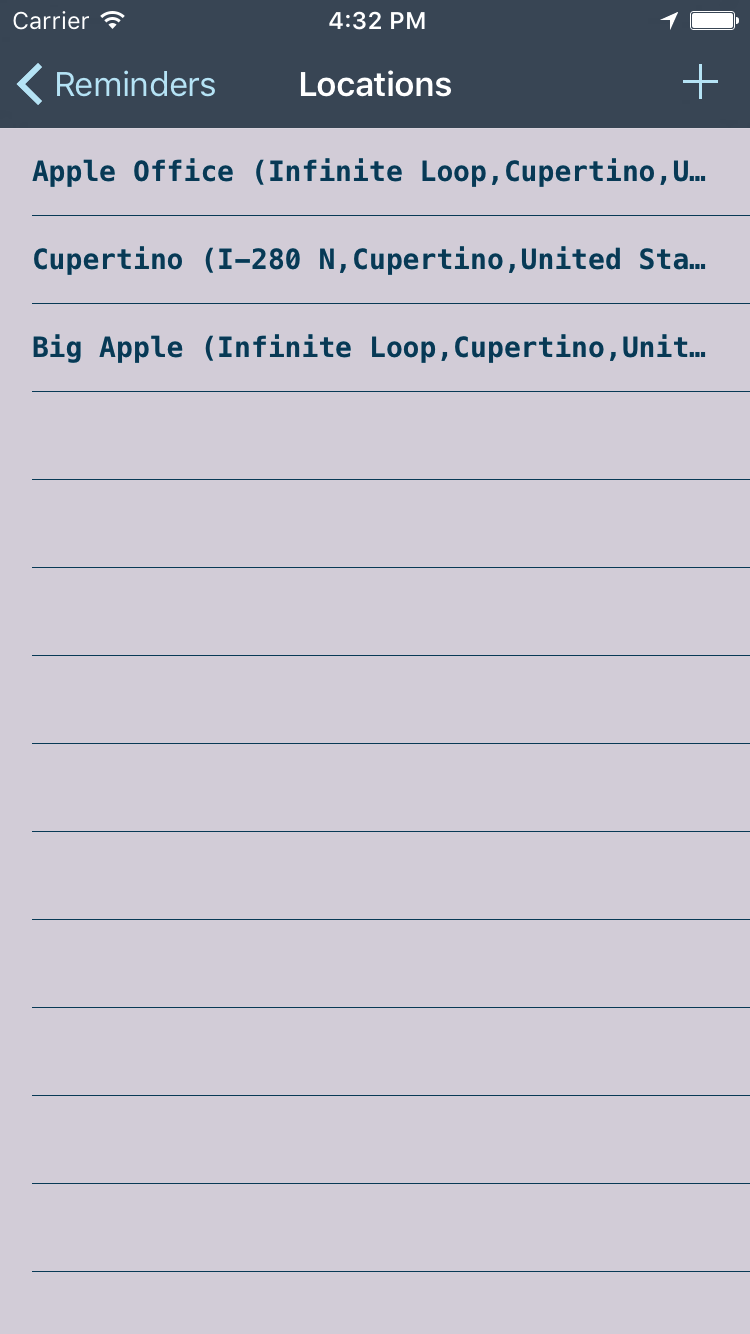 Carrier 4:32 PM
Reminders Locations +
Apple Office (Infinite Loop,Cupertino,U…
Cupertino (I-280 N,Cupertino,United Sta…
Big Apple (Infinite Loop,Cupertino,Unit…